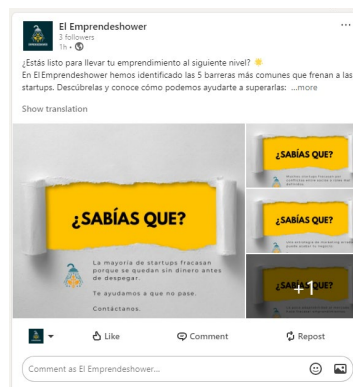 El Emprendeshower
3 followers
1h •
¿Estás listo para llevar tu emprendimiento al siguiente nivel?
En El Emprendeshower hemos identificado las 5 barreras más comunes que frenan a las
startups. Descúbrelas y conoce cómo podemos ayudarte a superarlas: ...more
Show translation
¿SABÍAS QUE?
La mayoría de startups fracasan
porque se quedan sin dinero antes
de despegar.
Te ayudamos a que no pase.
Contáctanos.
¿SABÍAS QUE?
¿SABÍAS QUE?
¿SABÍAS QUE?
+1
Like
Comment
Repost
Comment as El Emprendeshower...